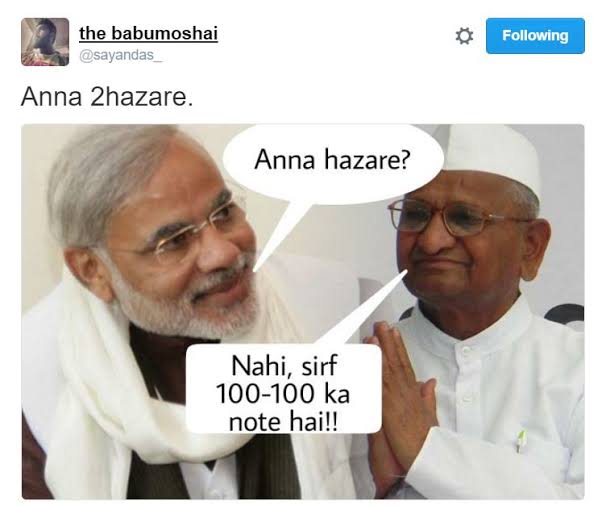 the babumoshai
@sayandas_
Following
Anna 2hazare.
Anna hazare?
Nahi, sirf
100-100 ka
note hai!!